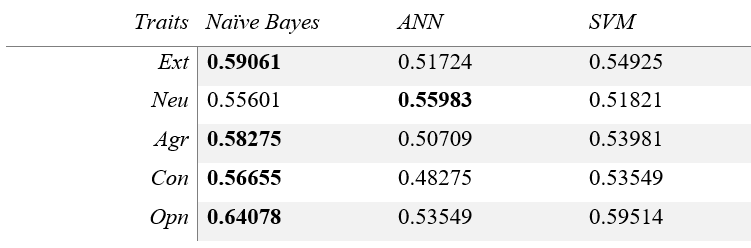 Traits Naïve Bayes ANN SVM
Ext 0.59061 0.51724 0.54925
Neu 0.55601 0.55983 0.51821
Agr 0.58275 0.50709 0.53981
Con 0.56655 0.48275 0.53549
Opn 0.64078 0.53549 0.59514